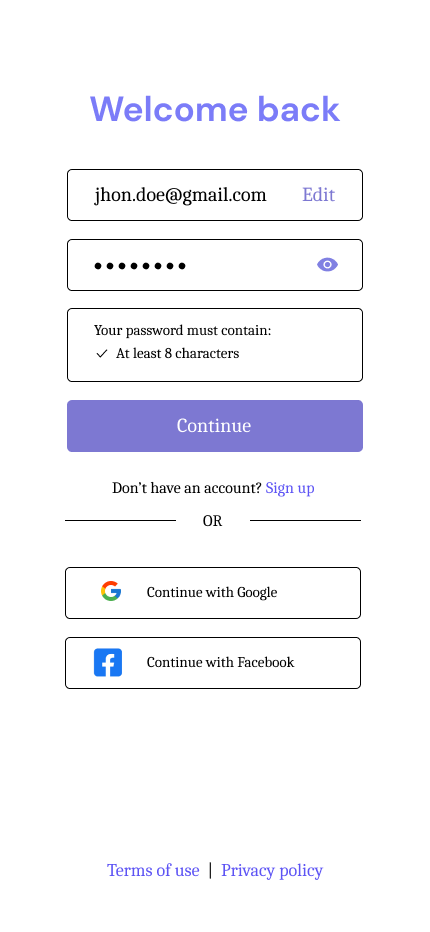 Welcome back
jhon.doe@gmail.com Edit
••••••••
Your password must contain:
✓ At least 8 characters
Continue
Don't have an account? Sign up
OR
Continue with Google
Continue with Facebook
Terms of use | Privacy policy